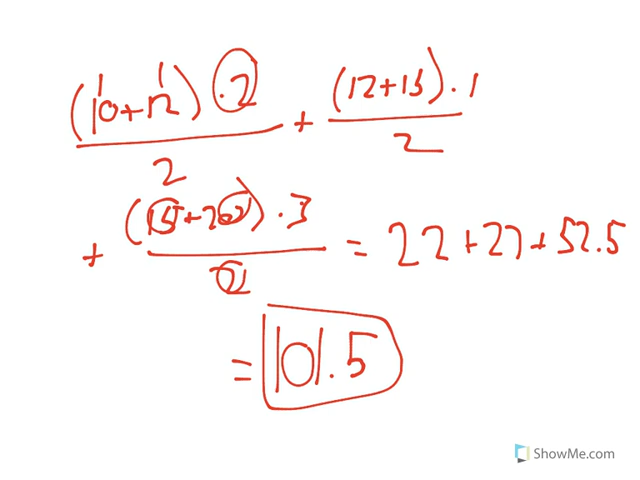 (10+12)·2 / 2 + (12+15)·1 / 2
+ (15+20)·3 / 2 = 22+27+52.5
= 101.5
ShowMe.com